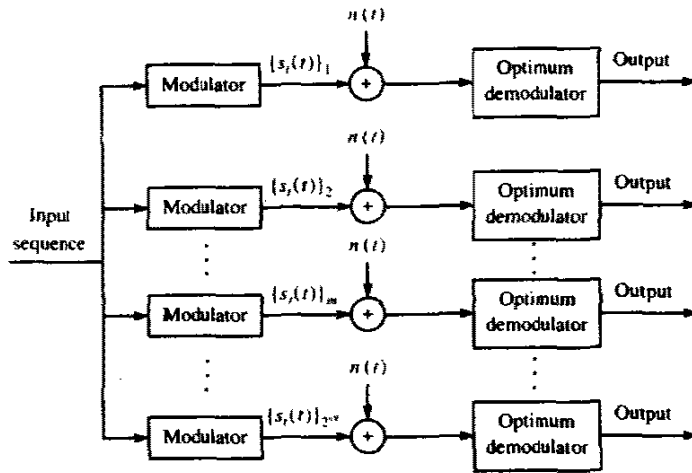 n(t)
Modulator
{s_i(t)}_1
+
Optimum
demodulator
Output
n(t)
Modulator
{s_i(t)}_2
+
Optimum
demodulator
Output
Input
sequence
n(t)
Modulator
{s_i(t)}_m
+
Optimum
demodulator
Output
n(t)
Modulator
{s_i(t)}
+
Optimum
demodulator
Output